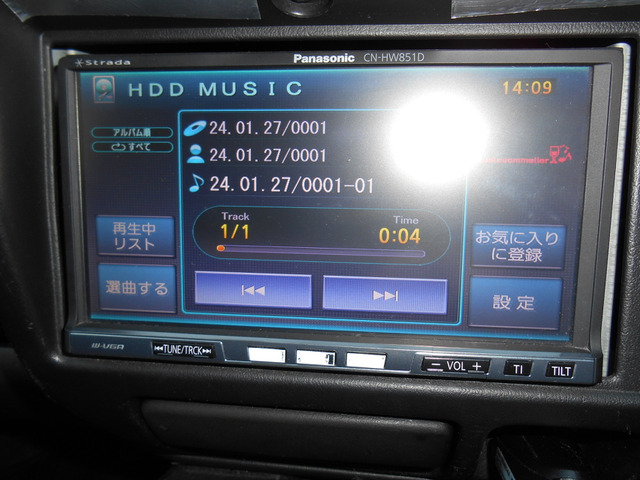 Strada
Panasonic CN-HW851D
HDD MUSIC
14:09
アルバム順
すべて
24.01.27/0001
24.01.27/0001
24.01.27/0001-01
Track
1/1
Time
0:04
再生中
リスト
お気に入り
に登録
選曲する
設定
W-VGA
TUNE/TRCK
— VOL +
TI
TILT